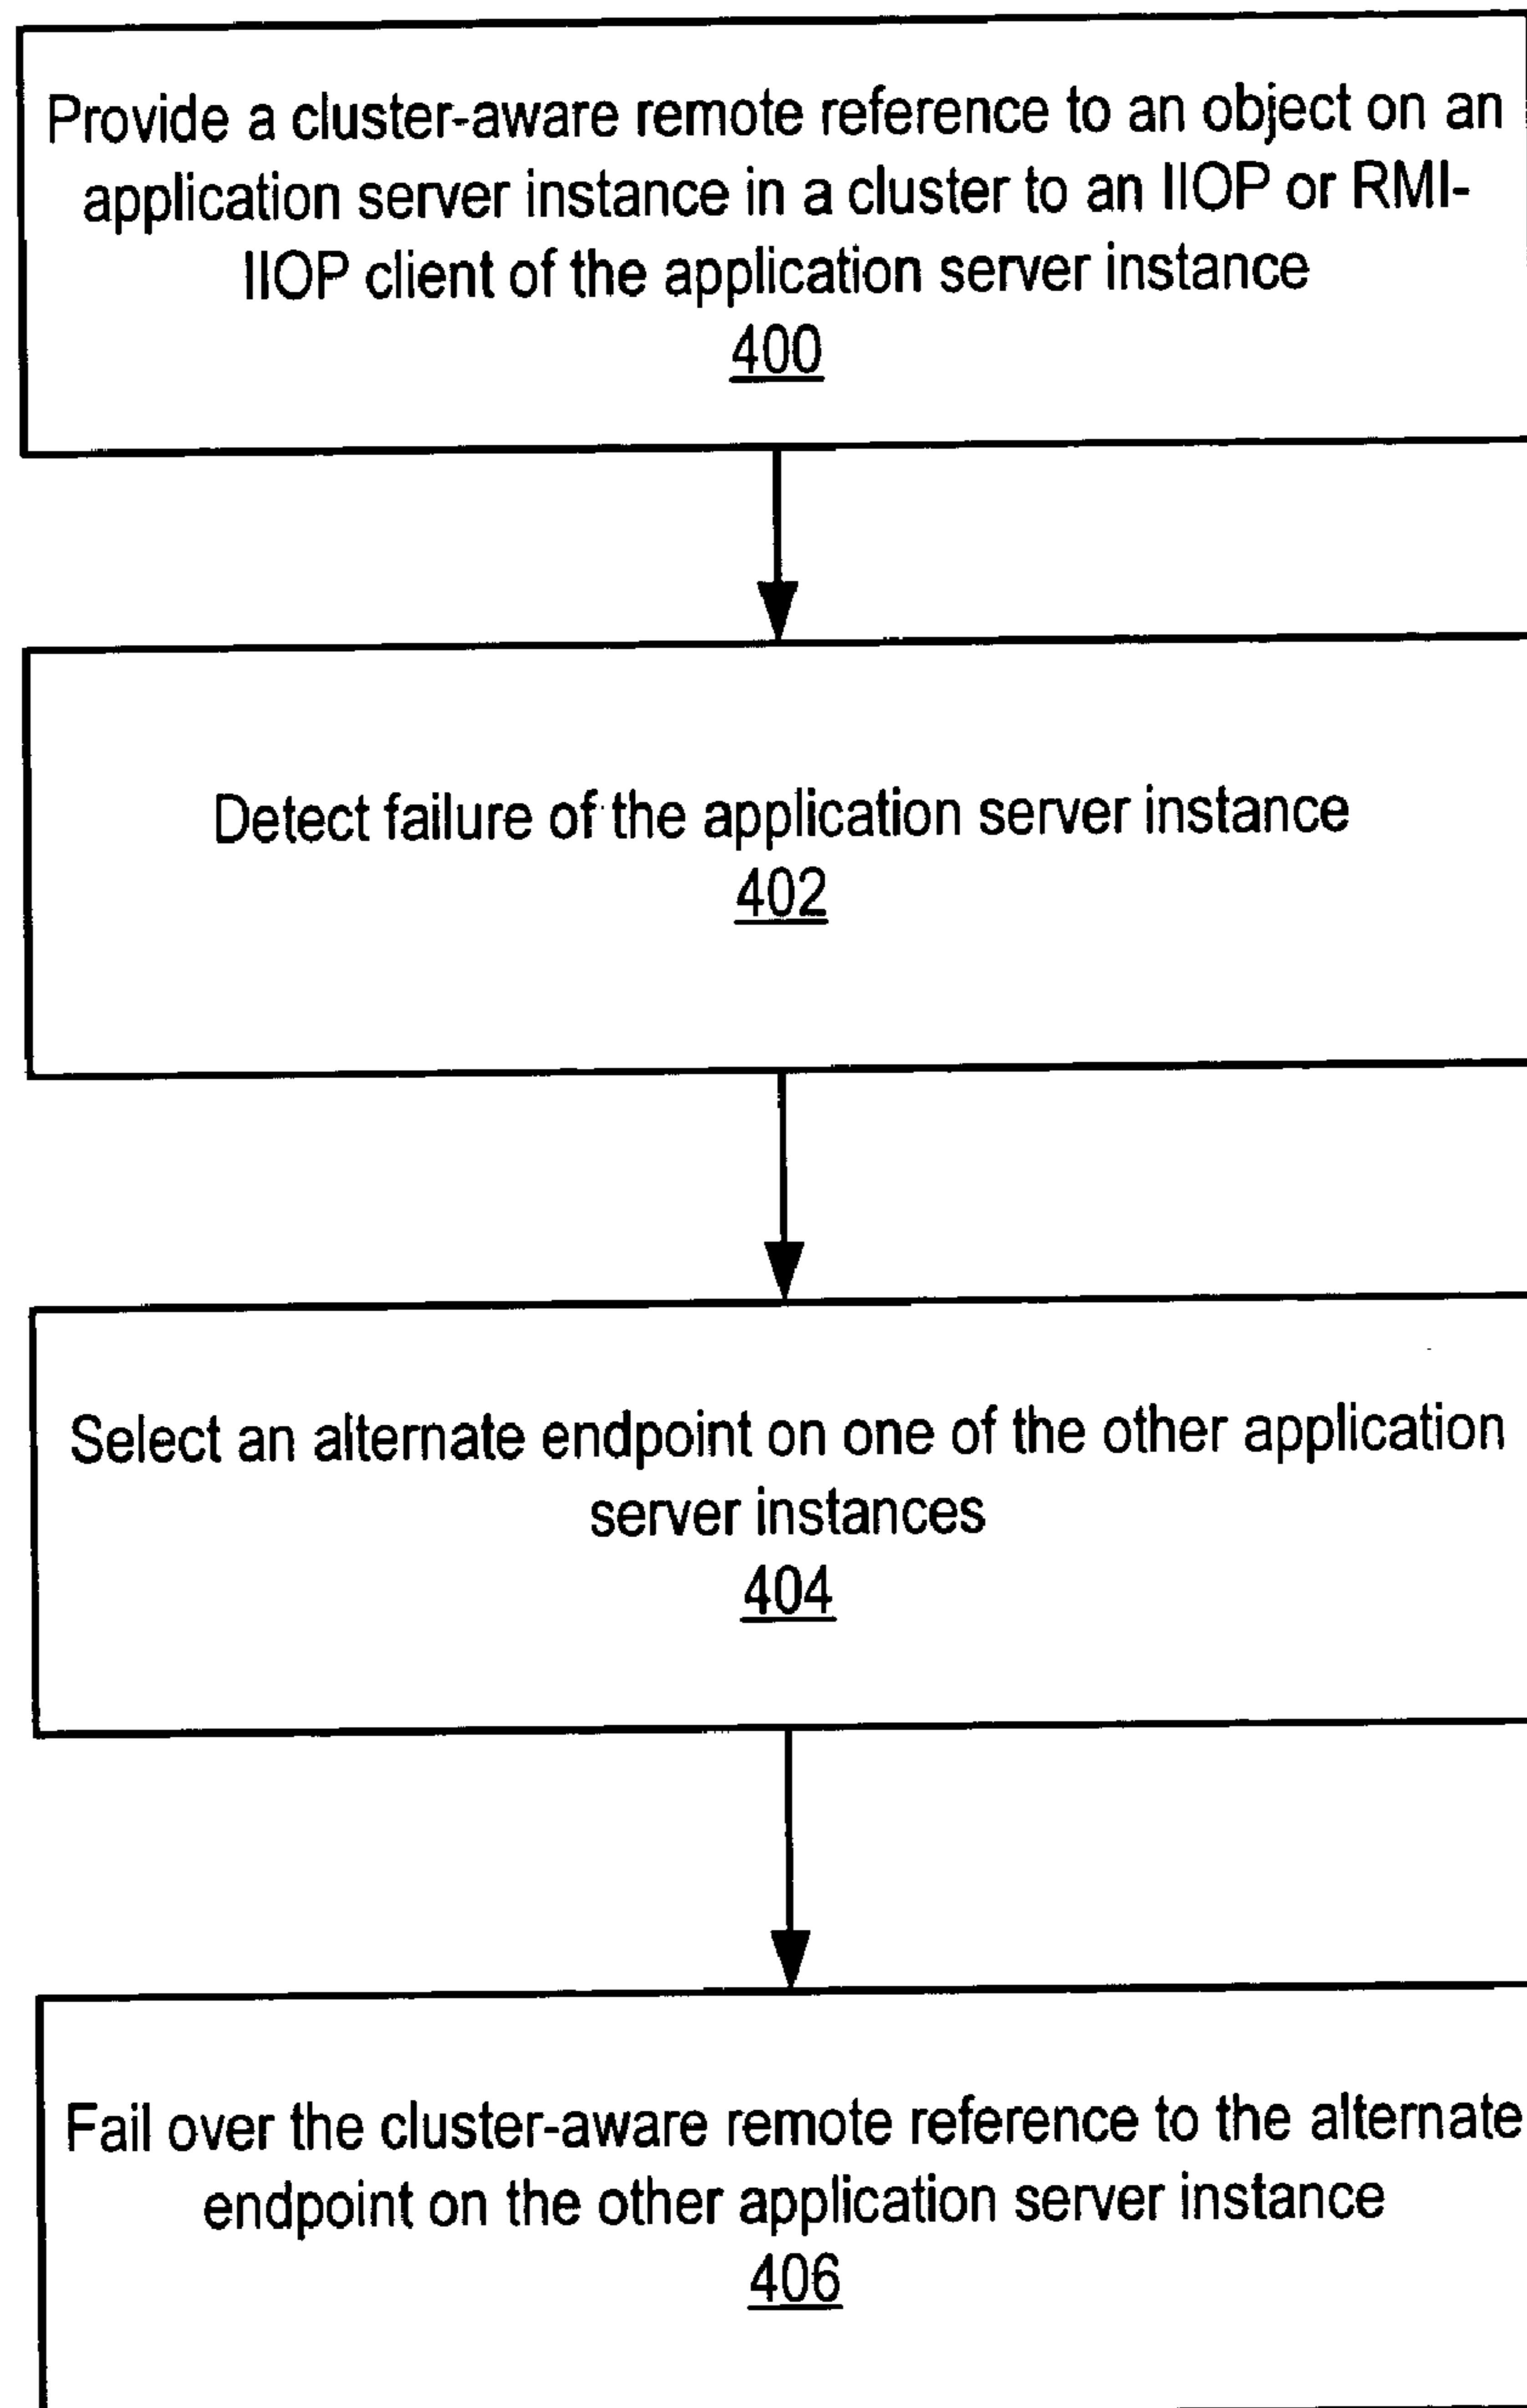 Provide a cluster-aware remote reference to an object on an
application server instance in a cluster to an IIOP or RMI-
IIOP client of the application server instance
400
Detect failure of the application server instance
402
Select an alternate endpoint on one of the other application
server instances
404
Fail over the cluster-aware remote reference to the alternate
endpoint on the other application server instance
406